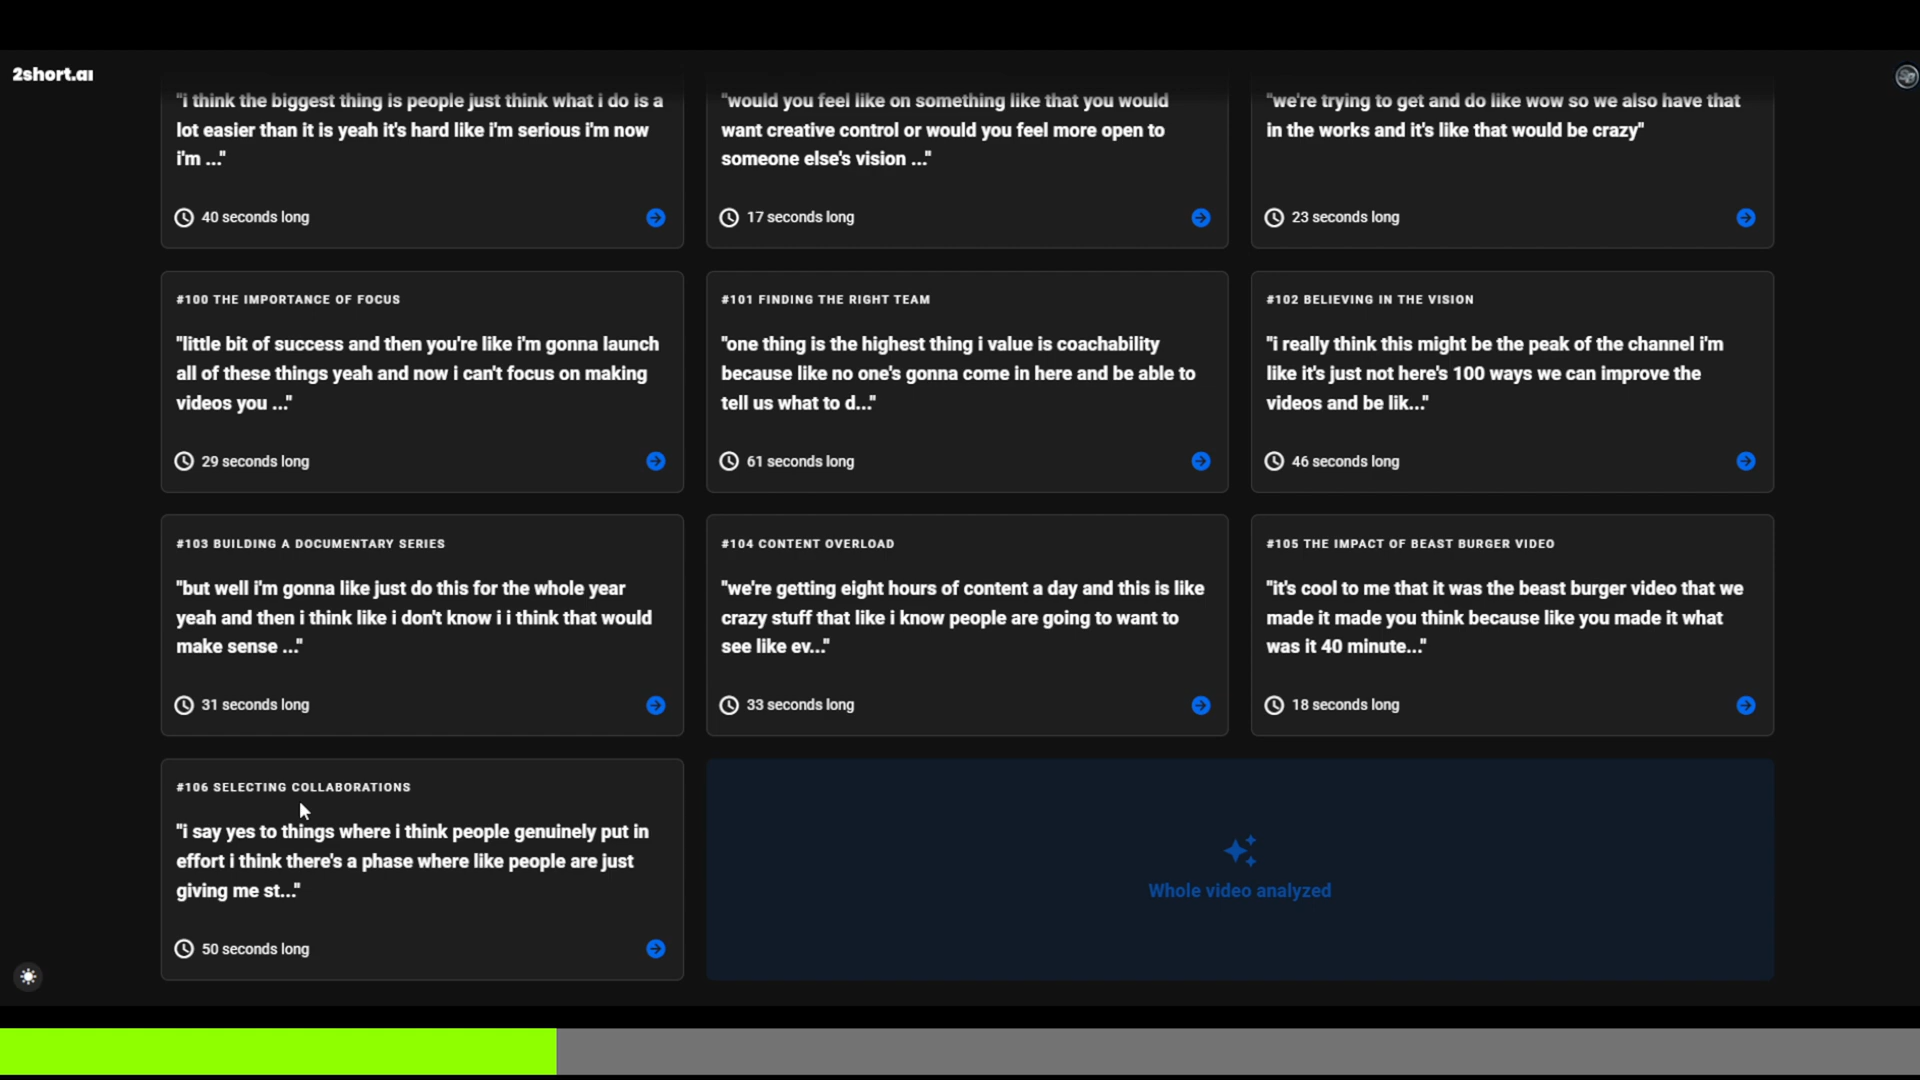 2short.aı
"i think the biggest thing is people just think what i do is a
lot easier than it is yeah it's hard like i'm serious i'm now
i'm ..."
40 seconds long
"would you feel like on something like that you would
want creative control or would you feel more open to
someone else's vision ..."
17 seconds long
"we're trying to get and do like wow so we also have that
in the works and it's like that would be crazy"
23 seconds long
#100 THE IMPORTANCE OF FOCUS
"little bit of success and then you're like i'm gonna launch
all of these things yeah and now i can't focus on making
videos you ..."
29 seconds long
#101 FINDING THE RIGHT TEAM
"one thing is the highest thing i value is coachability
because like no one's gonna come in here and be able to
tell us what to d..."
61 seconds long
#102 BELIEVING IN THE VISION
"i really think this might be the peak of the channel i'm
like it's just not here's 100 ways we can improve the
videos and be lik..."
46 seconds long
#103 BUILDING A DOCUMENTARY SERIES
"but well i'm gonna like just do this for the whole year
yeah and then i think like i don't know i i think that would
make sense ..."
31 seconds long
#104 CONTENT OVERLOAD
"we're getting eight hours of content a day and this is like
crazy stuff that like i know people are going to want to
see like ev..."
33 seconds long
#105 THE IMPACT OF BEAST BURGER VIDEO
"it's cool to me that it was the beast burger video that we
made it made you think because like you made it what
was it 40 minute..."
18 seconds long
#106 SELECTING COLLABORATIONS
"i say yes to things where i think people genuinely put in
effort i think there's a phase where like people are just
giving me st..."
50 seconds long
Whole video analyzed